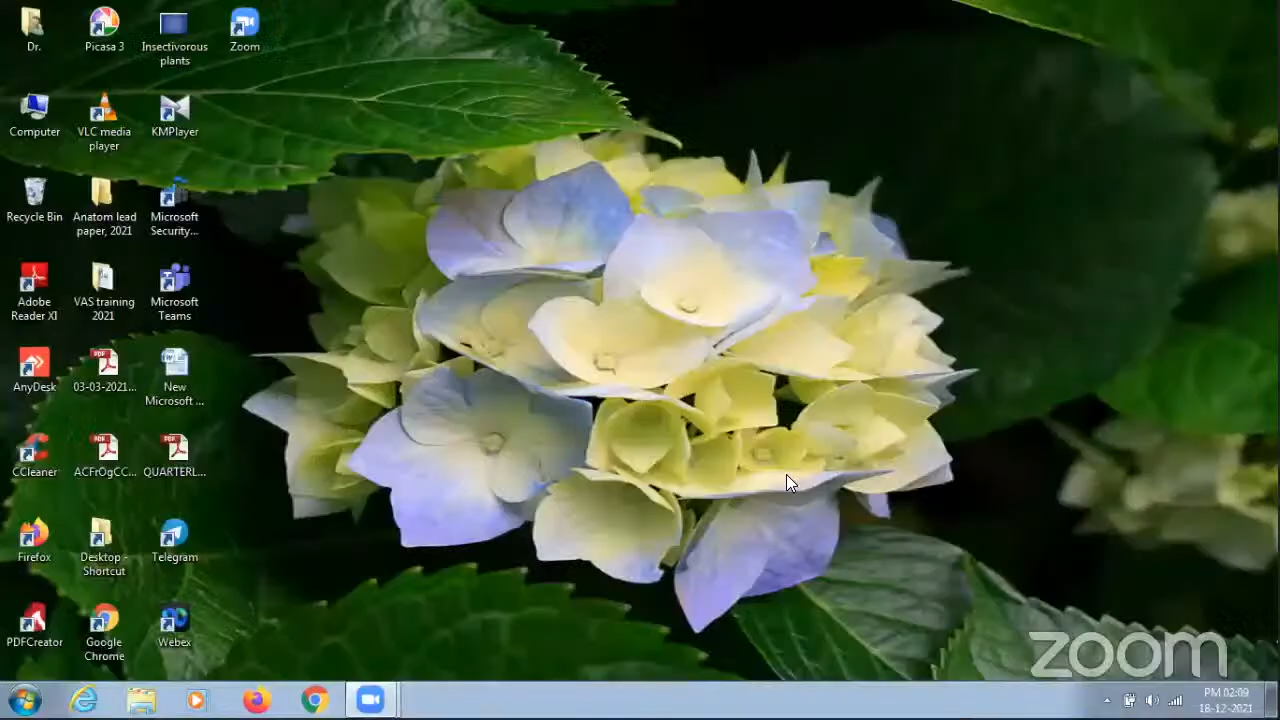 Dr.
Picasa 3
Insectivorous
plants
Zoom
Computer
VLC media
player
KMPlayer
Recycle Bin
Anatom lead
paper, 2021
Microsoft
Security...
Adobe
Reader XI
VAS training
2021
Microsoft
Teams
AnyDesk
03-03-2021...
New
Microsoft ...
CCleaner
ACFrOgCC...
QUARTERL...
Firefox
Desktop -
Shortcut
Telegram
PDFCreator
Google
Chrome
Webex
zoom
PM 02:09
18-12-2021